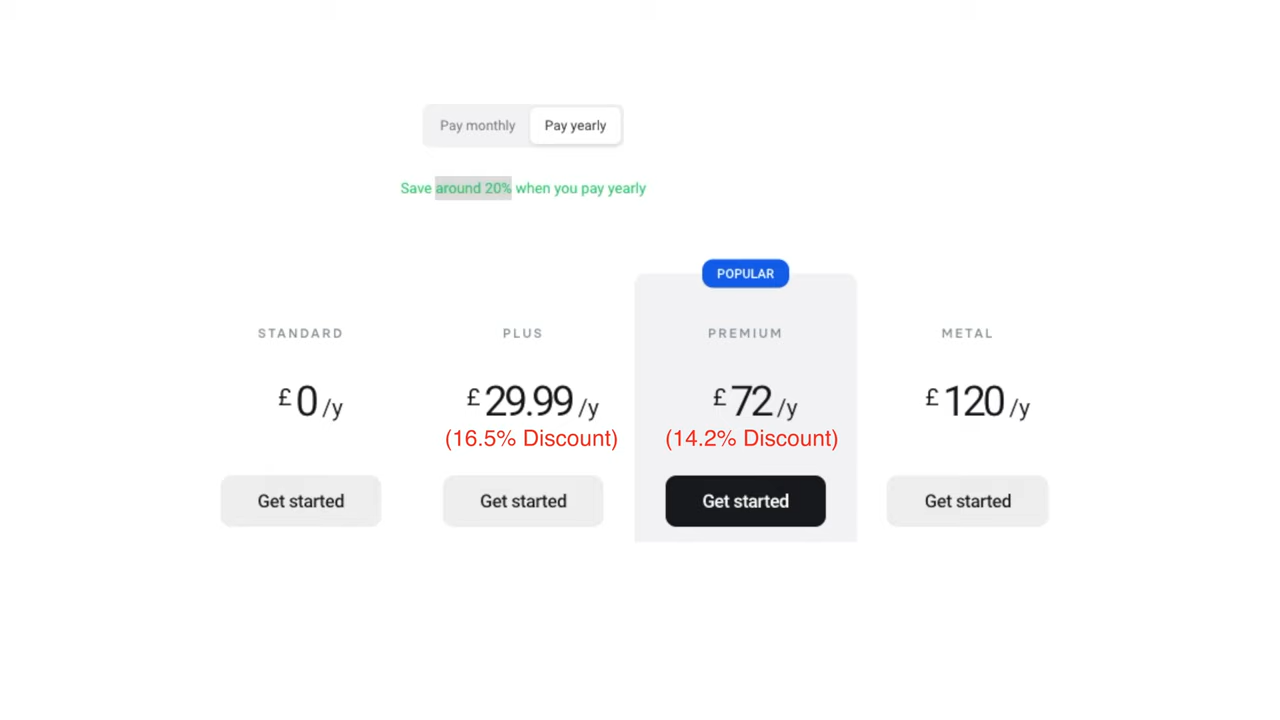 Pay monthly Pay yearly
Save around 20% when you pay yearly
POPULAR
STANDARD PLUS PREMIUM METAL
£0/y £29.99/y £72/y £120/y
(16.5% Discount) (14.2% Discount)
Get started Get started Get started Get started